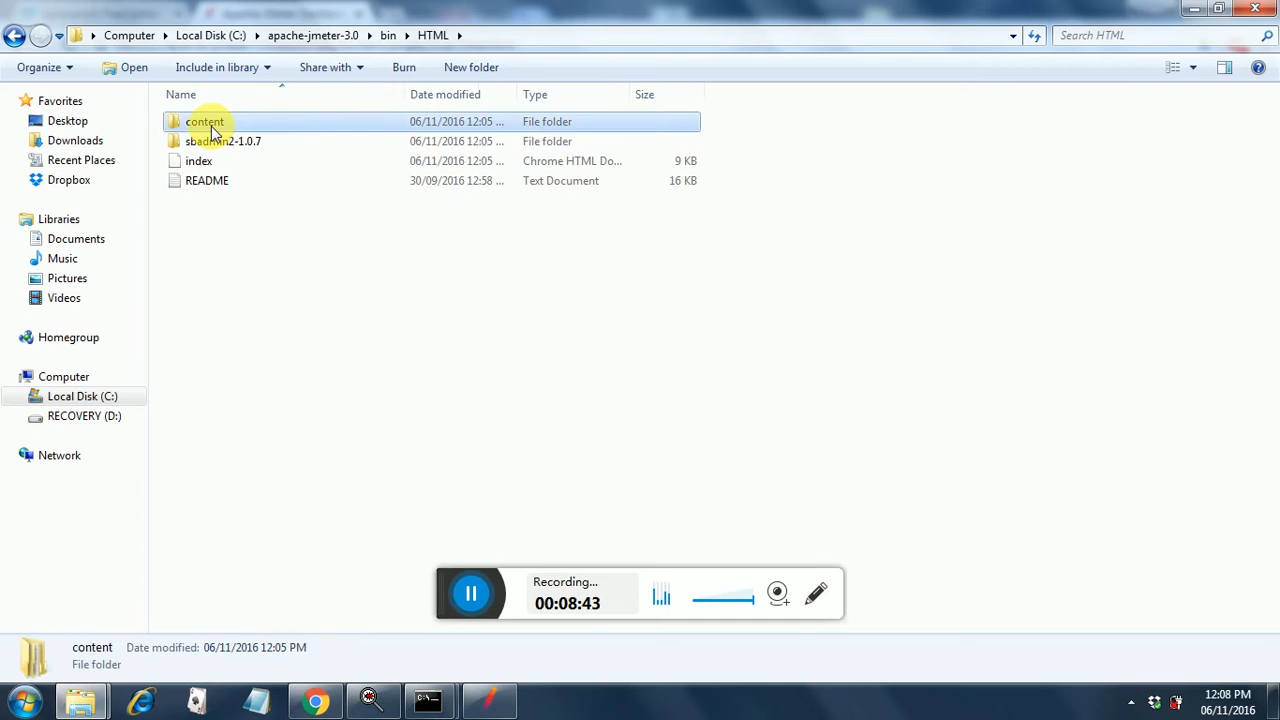 Computer Local Disk (C:) apache-jmeter-3.0 bin HTML
Search HTML
Organize Open Include in library Share with Burn New folder
Name Date modified Type Size
Favorites
Desktop
Downloads
Recent Places
Dropbox
Libraries
Documents
Music
Pictures
Videos
Homegroup
Computer
Local Disk (C:)
RECOVERY (D:)
Network
content 06/11/2016 12:05 ... File folder
sbadmin2-1.0.7 06/11/2016 12:05 ... File folder
index 06/11/2016 12:05 ... Chrome HTML Do... 9 KB
README 30/09/2016 12:58 ... Text Document 16 KB
Recording...
00:08:43
content Date modified: 06/11/2016 12:05 PM
File folder
12:08 PM
06/11/2016